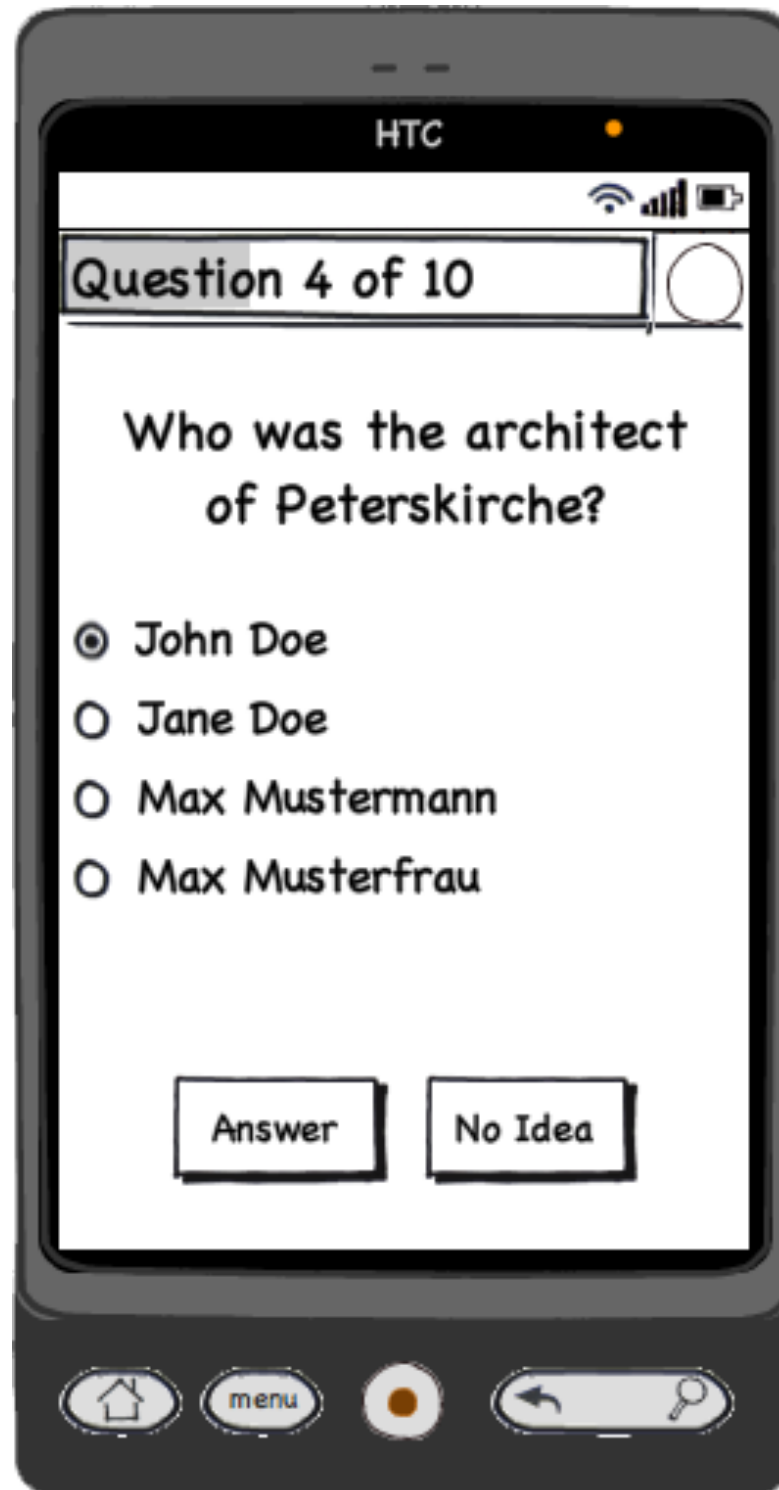 HTC
Question 4 of 10
Who was the architect
of Peterskirche?
John Doe
Jane Doe
Max Mustermann
Max Musterfrau
Answer No Idea
menu